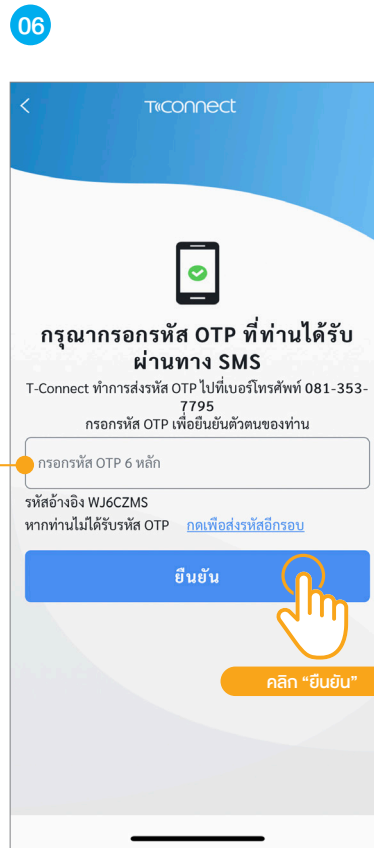 06
T-connect
กรุณากรอกรหัส OTP ที่ท่านได้รับ
ผ่านทาง SMS
T-Connect ทำการส่งรหัส OTP ไปที่เบอร์โทรศัพท์ 081-353-
7795
กรอกรหัส OTP เพื่อยืนยันตัวตนของท่าน
กรอกรหัส OTP 6 หลัก
รหัสอ้างอิง WJ6CZMS
หากท่านไม่ได้รับรหัส OTP กดเพื่อส่งรหัสอีกรอบ
ยืนยัน
คลิก “ยืนยัน”